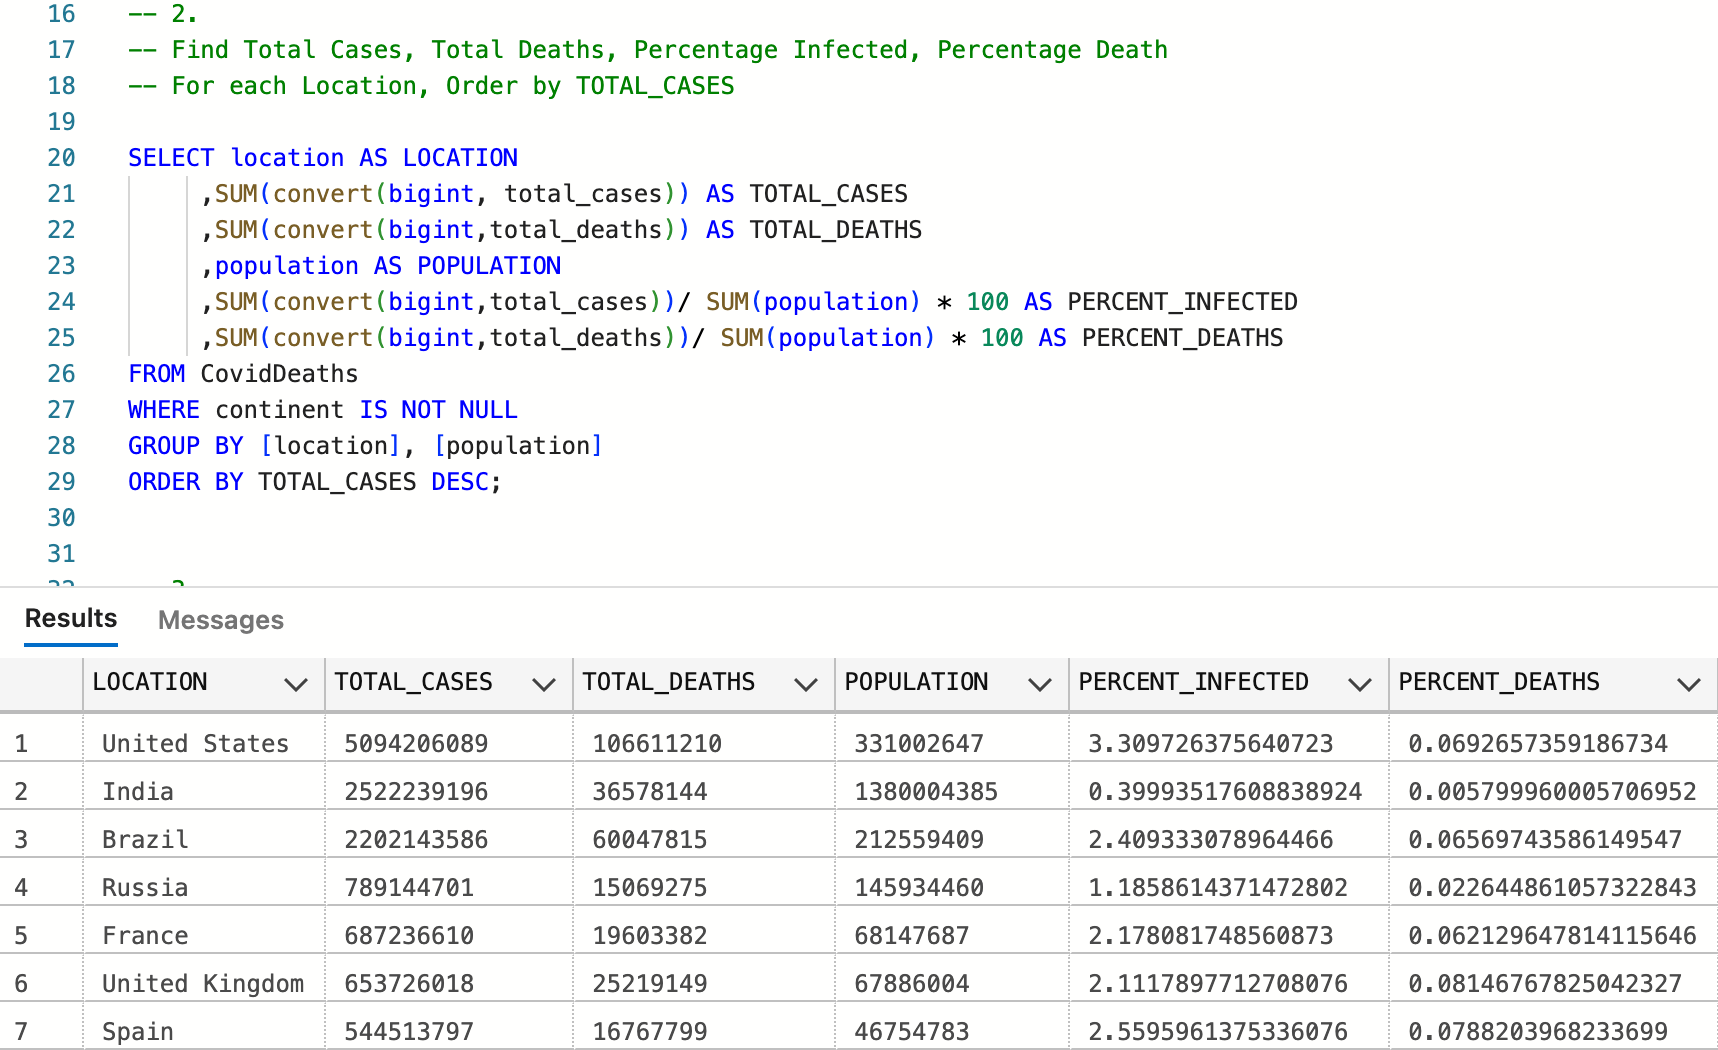 16 -- 2.
17 -- Find Total Cases, Total Deaths, Percentage Infected, Percentage Death
18 -- For each Location, Order by TOTAL_CASES
19
20 SELECT location AS LOCATION
21 ,SUM(convert(bigint, total_cases)) AS TOTAL_CASES
22 ,SUM(convert(bigint,total_deaths)) AS TOTAL_DEATHS
23 ,population AS POPULATION
24 ,SUM(convert(bigint,total_cases))/ SUM(population) * 100 AS PERCENT_INFECTED
25 ,SUM(convert(bigint,total_deaths))/ SUM(population) * 100 AS PERCENT_DEATHS
26 FROM CovidDeaths
27 WHERE continent IS NOT NULL
28 GROUP BY [location], [population]
29 ORDER BY TOTAL_CASES DESC;
30
31
Results Messages
LOCATION TOTAL_CASES TOTAL_DEATHS POPULATION PERCENT_INFECTED PERCENT_DEATHS
1 United States 5094206089 106611210 331002647 3.309726375640723 0.0692657359186734
2 India 2522239196 36578144 1380004385 0.39993517608838924 0.005799960005706952
3 Brazil 2202143586 60047815 212559409 2.409333078964466 0.06569743586149547
4 Russia 789144701 15069275 145934460 1.1858614371472802 0.022644861057322843
5 France 687236610 19603382 68147687 2.178081748560873 0.062129647814115646
6 United Kingdom 653726018 25219149 67886004 2.1117897712708076 0.08146767825042327
7 Spain 544513797 16767799 46754783 2.5595961375336076 0.0788203968233699